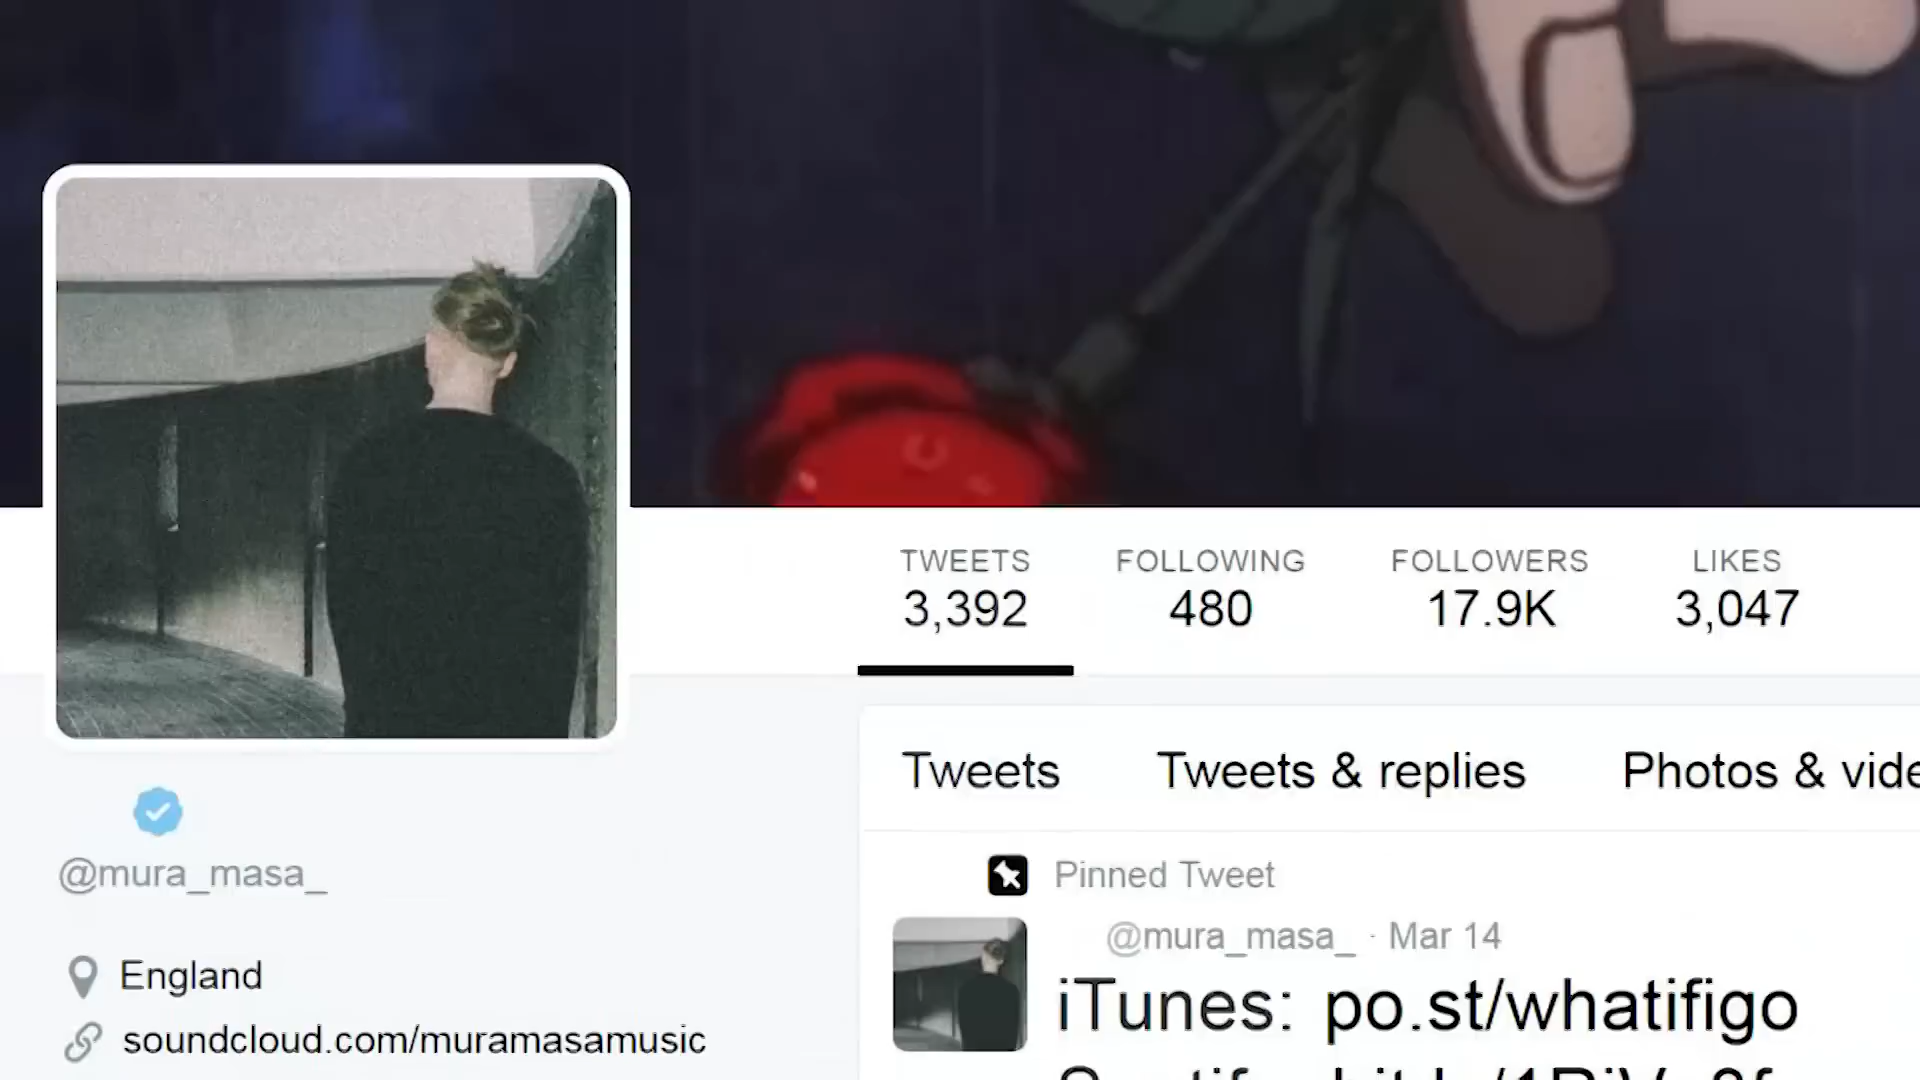 TWEETS FOLLOWING FOLLOWERS LIKES
3,392 480 17.9K 3,047
Tweets Tweets & replies Photos &
@mura_masa_
England
soundcloud.com/muramasamusic
Pinned Tweet
@mura_masa_ · Mar 14
iTunes: po.st/whatifigo